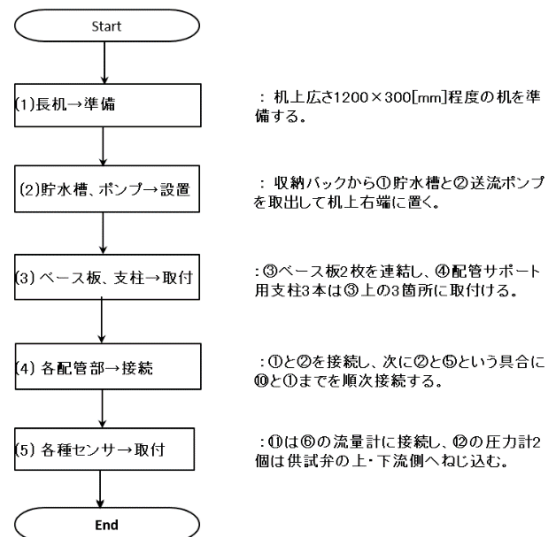 Start
(1)長机→準備
: 机上広さ1200×300[mm]程度の机を準
備する。
(2)貯水槽、ポンプ→設置
: 収納バックから①貯水槽と②送流ポンプ
を取出して机上右端に置く。
(3) ベース板、支柱→取付
:③ベース板2枚を連結し、④配管サポート
用支柱3本は③上の3箇所に取付ける。
(4) 各配管部→接続
:①と②を接続し、次に②と⑤という具合に
⑩と①までを順次接続する。
(5) 各種センサ→取付
:⑪は⑥の流量計に接続し、⑫の圧力計2
個は供試弁の上・下流側へねじ込む。
End